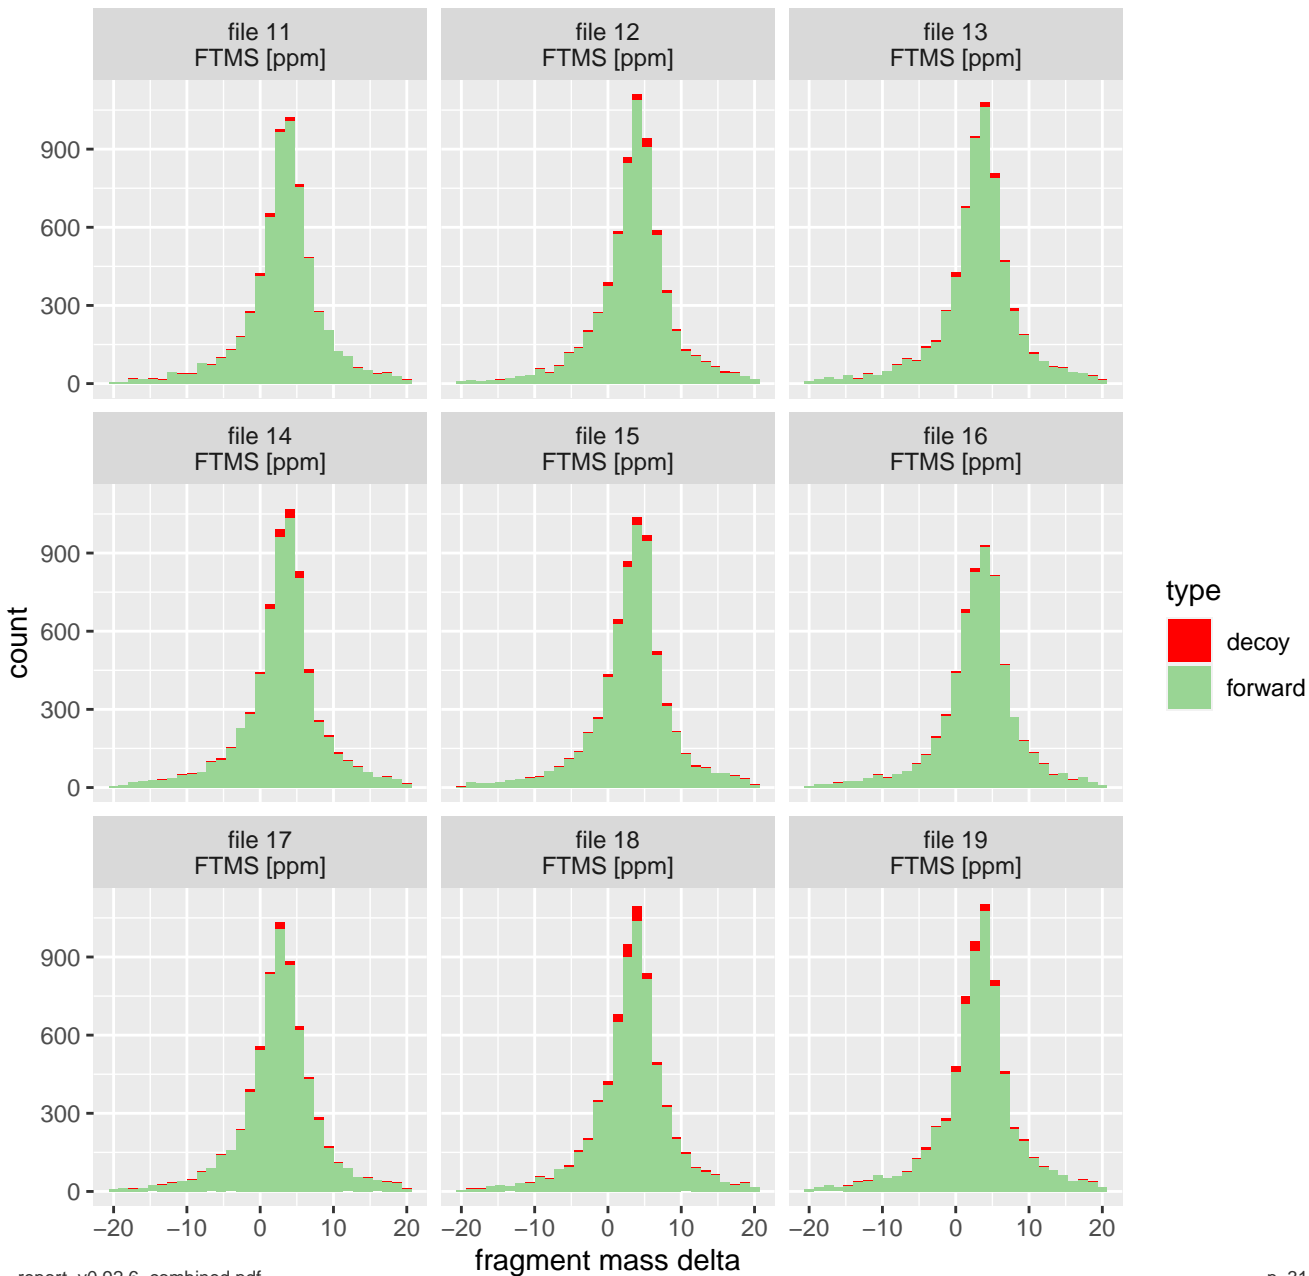 file 11
FTMS [ppm]
file 12
FTMS [ppm]
file 13
FTMS [ppm]
900
600
300
0
file 14
FTMS [ppm]
file 15
FTMS [ppm]
file 16
FTMS [ppm]
900
600
300
0
count
type
decoy
forward
file 17
FTMS [ppm]
file 18
FTMS [ppm]
file 19
FTMS [ppm]
900
600
300
0
−20 −10 0 10 20 −20 −10 0 10 20 −20 −10 0 10 20
fragment mass delta